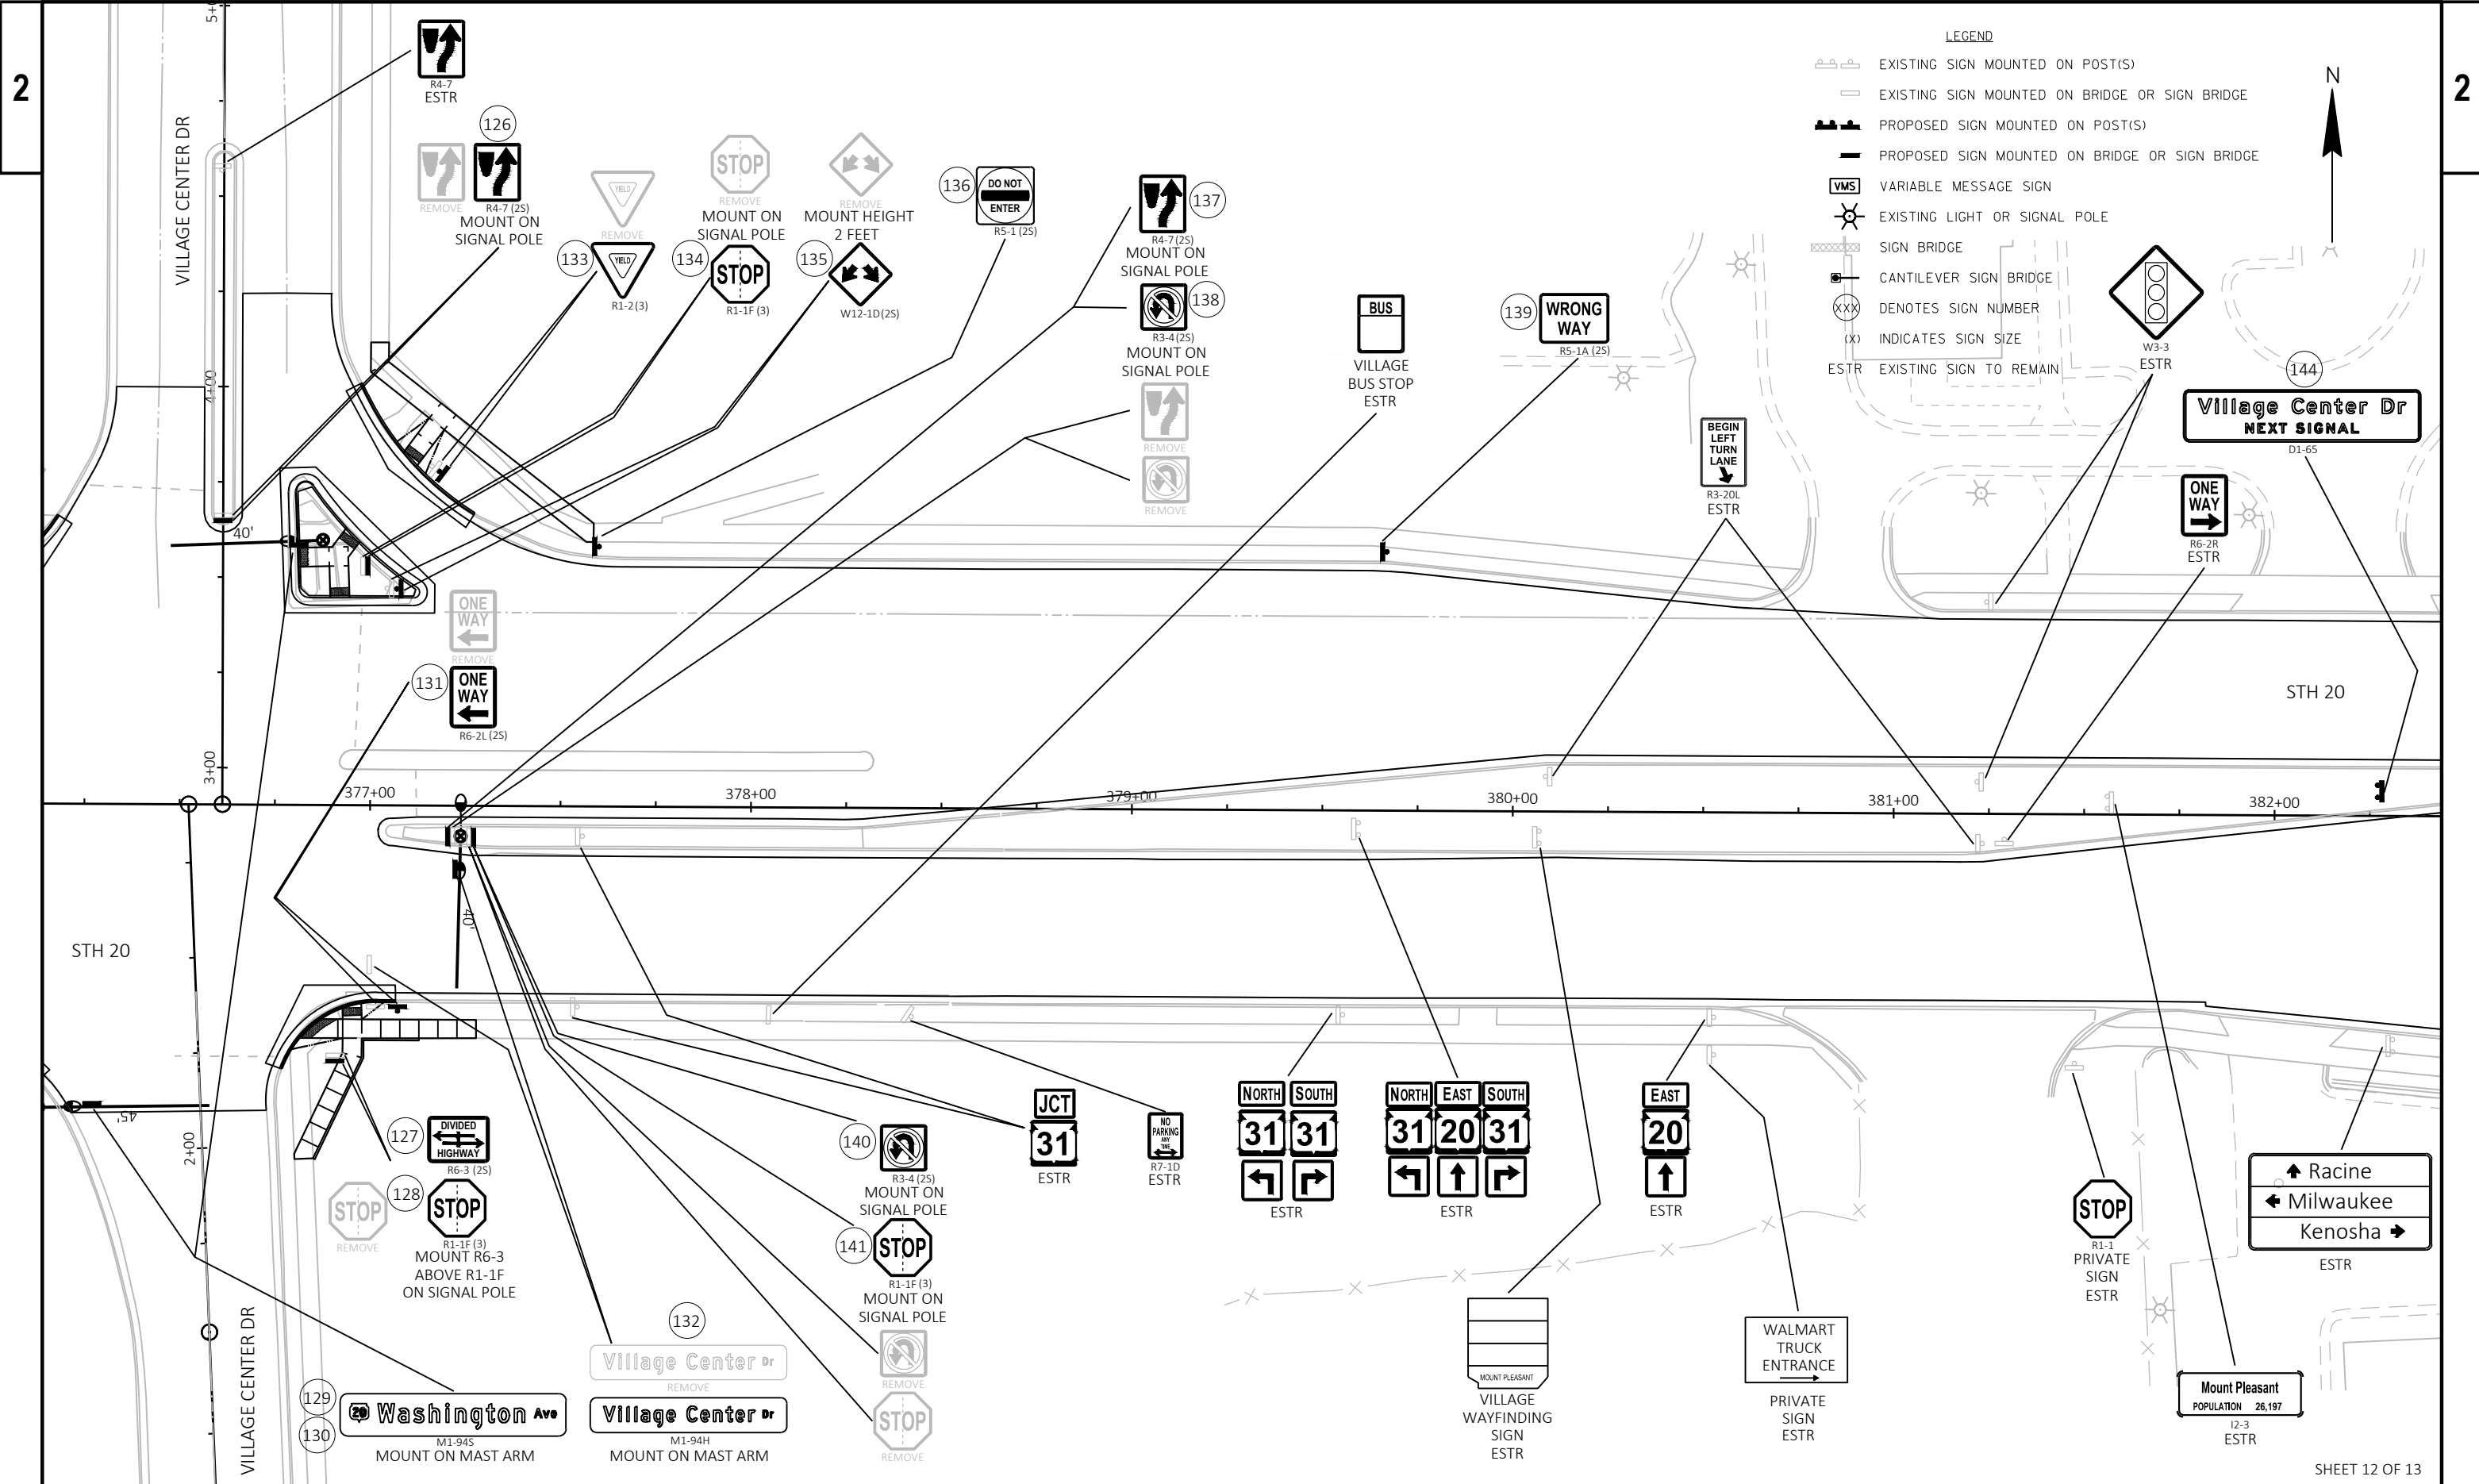 2
2
5+0
VILLAGE CENTER DR
R4-7
ESTR
126
REMOVE
R4-7 (2S)
MOUNT ON
SIGNAL POLE
YIELD
REMOVE
133
YIELD
R1-2 (3)
STOP
REMOVE
MOUNT ON
SIGNAL POLE
134
STOP
R1-1F (3)
REMOVE
MOUNT HEIGHT
2 FEET
135
W12-1D (2S)
136
DO NOT
ENTER
R5-1 (2S)
137
R4-7 (2S)
MOUNT ON
SIGNAL POLE
138
R3-4 (2S)
MOUNT ON
SIGNAL POLE
REMOVE
REMOVE
BUS
VILLAGE
BUS STOP
ESTR
139
WRONG
WAY
R5-1A (2S)
BEGIN
LEFT
TURN
LANE
R3-20L
ESTR
LEGEND
EXISTING SIGN MOUNTED ON POST(S)
EXISTING SIGN MOUNTED ON BRIDGE OR SIGN BRIDGE
PROPOSED SIGN MOUNTED ON POST(S)
PROPOSED SIGN MOUNTED ON BRIDGE OR SIGN BRIDGE
VMS VARIABLE MESSAGE SIGN
EXISTING LIGHT OR SIGNAL POLE
SIGN BRIDGE
CANTILEVER SIGN BRIDGE
XXX DENOTES SIGN NUMBER
(X) INDICATES SIGN SIZE
ESTR EXISTING SIGN TO REMAIN
N
W3-3
ESTR
144
Village Center Dr
NEXT SIGNAL
D1-65
ONE
WAY
R6-2R
ESTR
4+00
40'
ONE
WAY
REMOVE
131
ONE
WAY
R6-2L (2S)
STH 20
3+00
377+00
378+00
379+00
380+00
381+00
382+00
40'
STH 20
45'
2+00
VILLAGE CENTER DR
127
DIVIDED
HIGHWAY
R6-3 (2S)
STOP
REMOVE
128
STOP
R1-1F (3)
MOUNT R6-3
ABOVE R1-1F
ON SIGNAL POLE
129
130
20 Washington Ave
M1-94S
MOUNT ON MAST ARM
132
Village Center Dr
REMOVE
Village Center Dr
M1-94H
MOUNT ON MAST ARM
140
R3-4 (2S)
MOUNT ON
SIGNAL POLE
141
STOP
R1-1F (3)
MOUNT ON
SIGNAL POLE
REMOVE
STOP
REMOVE
JCT
31
ESTR
NO
PARKING
ANY
TIME
R7-1D
ESTR
NORTH SOUTH
31 31
ESTR
NORTH EAST SOUTH
31 20 31
ESTR
EAST
20
ESTR
MOUNT PLEASANT
VILLAGE
WAYFINDING
SIGN
ESTR
WALMART
TRUCK
ENTRANCE
PRIVATE
SIGN
ESTR
STOP
R1-1
PRIVATE
SIGN
ESTR
Racine
Milwaukee
Kenosha
ESTR
Mount Pleasant
POPULATION 26,197
I2-3
ESTR
SHEET 12 OF 13